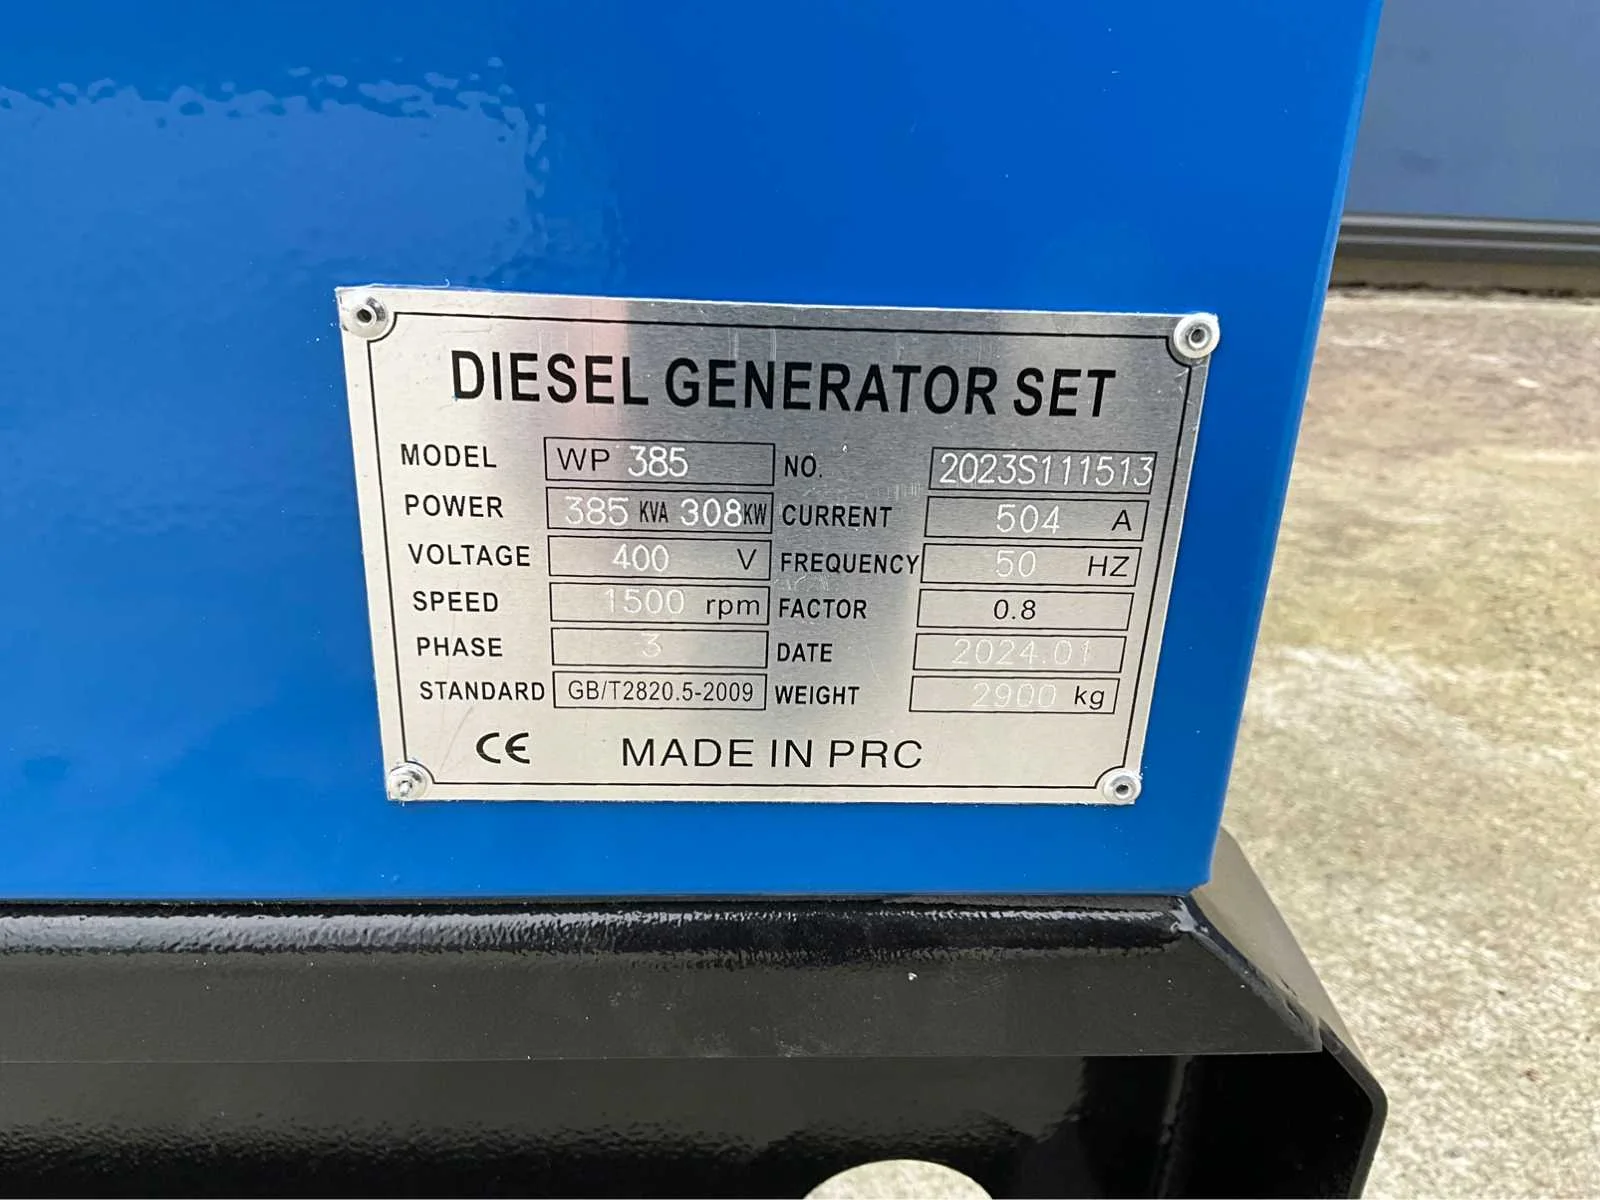 DIESEL GENERATOR SET
MODEL WP 385 NO. 2023S111513
POWER 385 KVA 308KW CURRENT 504 A
VOLTAGE 400 V FREQUENCY 50 HZ
SPEED 1500 rpm FACTOR 0.8
PHASE 3 DATE 2024.01
STANDARD GB/T2820.5-2009 WEIGHT 2900 kg
CE MADE IN PRC